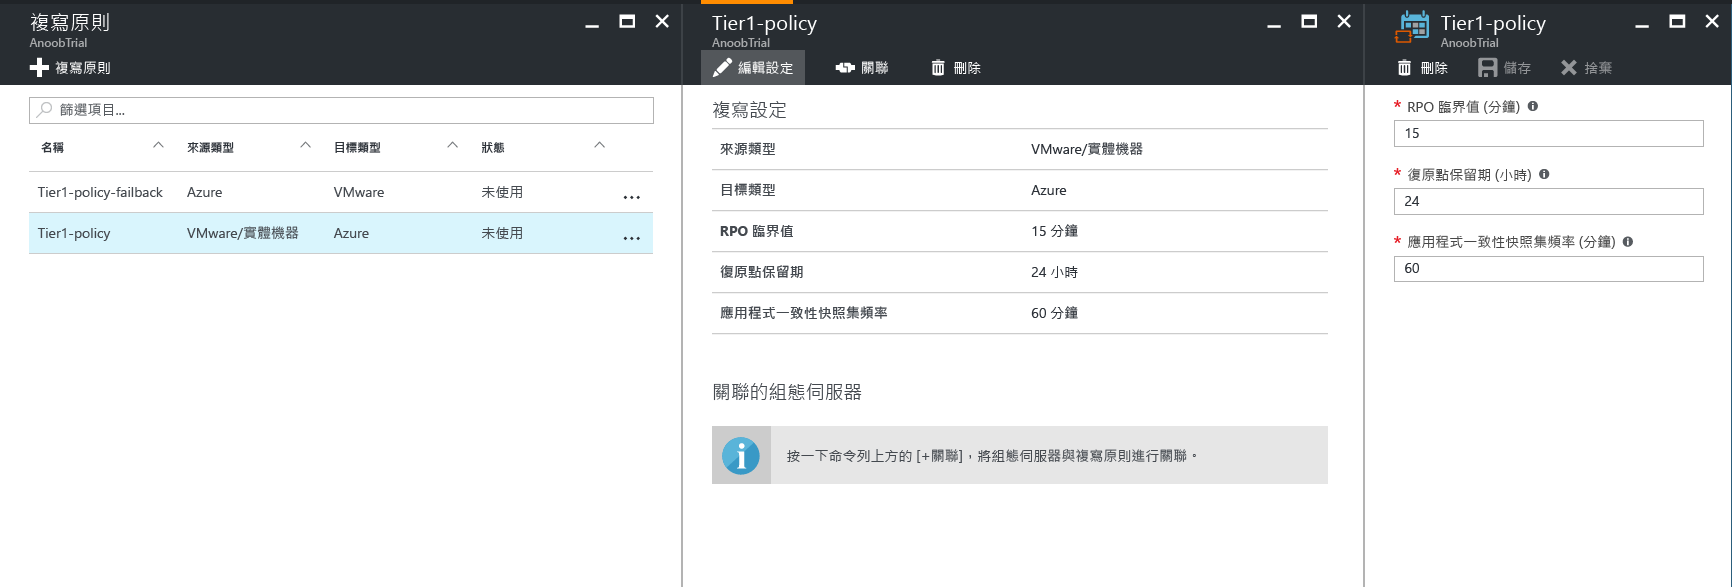 複寫原則
AnoobTrial
複寫原則
篩選項目...
名稱 來源類型 目標類型 狀態
Tier1-policy-failback Azure VMware 未使用 ...
Tier1-policy VMware/實體機器 Azure 未使用 ...
Tier1-policy
AnoobTrial
編輯設定 關聯 刪除
複寫設定
來源類型 VMware/實體機器
目標類型 Azure
RPO 臨界值 15 分鐘
復原點保留期 24 小時
應用程式一致性快照集頻率 60 分鐘
關聯的組態伺服器
按一下命令列上方的 [+關聯],將組態伺服器與複寫原則進行關聯。
Tier1-policy
AnoobTrial
刪除 儲存 捨棄
* RPO 臨界值 (分鐘)
15
* 復原點保留期 (小時)
24
* 應用程式一致性快照集頻率 (分鐘)
60